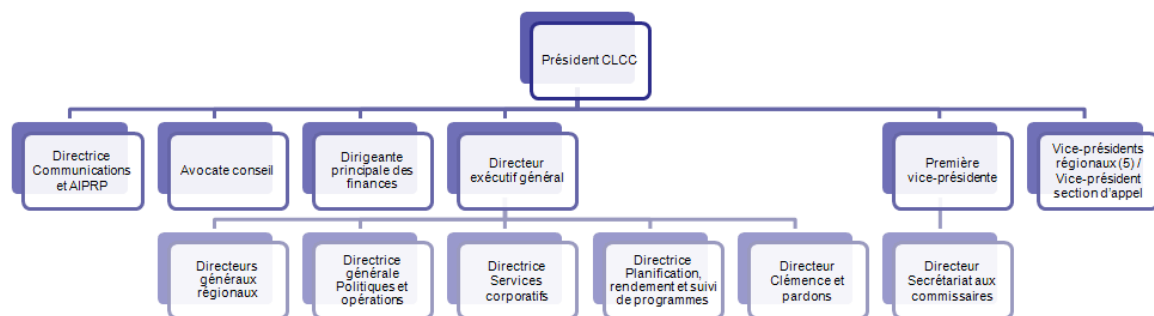 Président CLCC
Directrice
Communications
et AIPRP
Avocate conseil
Dirigeante
principale des
finances
Directeur
exécutif général
Première
vice-présidente
Vice-présidents
régionaux (5) /
Vice-président
section d'appel
Directeurs
généraux
régionaux
Directrice
générale
Politiques et
opérations
Directrice
Services
corporatifs
Directrice
Planification,
rendement et suivi
de programmes
Directeur
Clémence et
pardons
Directeur
Secrétariat aux
commissaires